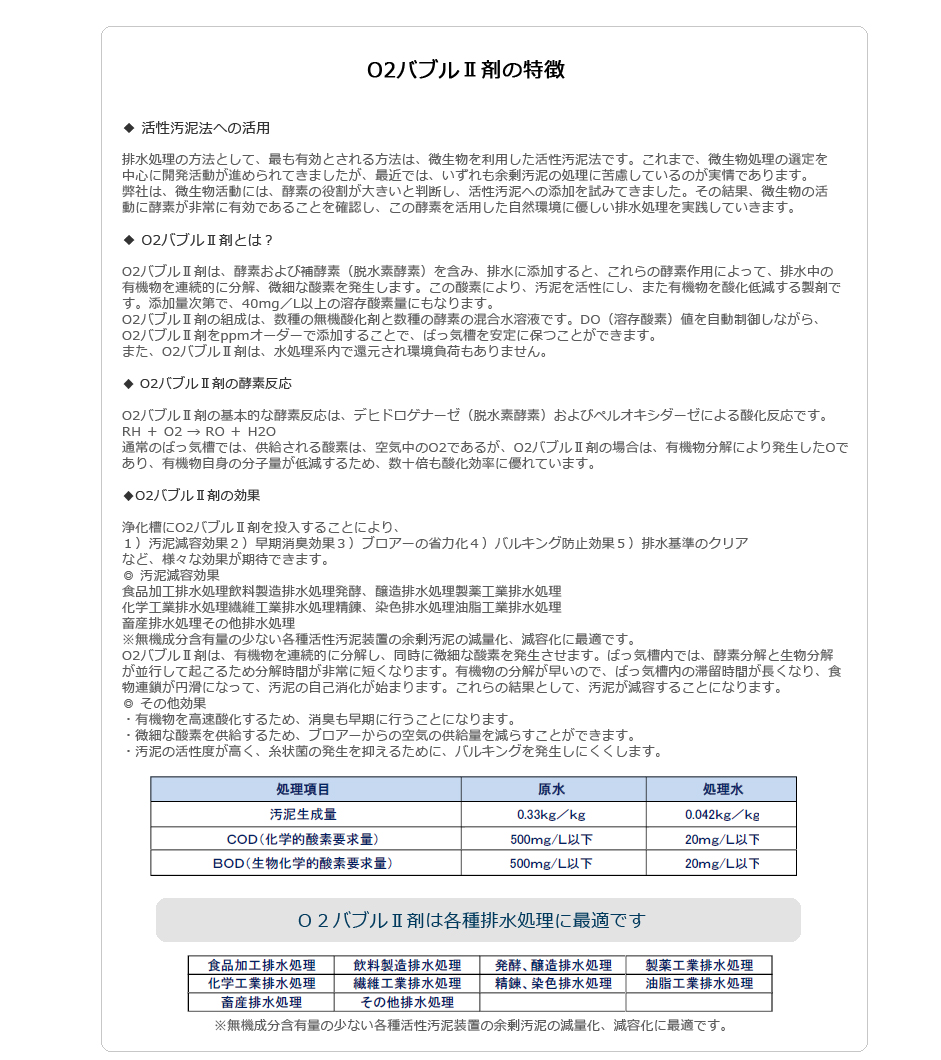 O2バブルⅡ剤の特徴
◆ 活性汚泥法への活用
排水処理の方法として、最も有効とされる方法は、微生物を利用した活性汚泥法です。これまで、微生物処理の選定を
中心に開発活動が進められてきましたが、最近では、いずれも余剰汚泥の処理に苦慮しているのが実情であります。
弊社は、微生物活動には、酵素の役割が大きいと判断し、活性汚泥への添加を試みてきました。その結果、微生物の活
動に酵素が非常に有効であることを確認し、この酵素を活用した自然環境に優しい排水処理を実践していきます。
◆ O2バブルⅡ剤とは？
O2バブルⅡ剤は、酵素および補酵素（脱水素酵素）を含み、排水に添加すると、これらの酵素作用によって、排水中の
有機物を連続的に分解、微細な酸素を発生します。この酸素により、汚泥を活性にし、また有機物を酸化低減する製剤で
す。添加量次第で、40mg／L以上の溶存酸素量にもなります。
O2バブルⅡ剤の組成は、数種の無機酸化剤と数種の酵素の混合水溶液です。DO（溶存酸素）値を自動制御しながら、
O2バブルⅡ剤をppmオーダーで添加することで、ばっ気槽を安定に保つことができます。
また、O2バブルⅡ剤は、水処理系内で還元され環境負荷もありません。
◆ O2バブルⅡ剤の酵素反応
O2バブルⅡ剤の基本的な酵素反応は、デヒドロゲナーゼ（脱水素酵素）およびペルオキシダーゼによる酸化反応です。
RH ＋ O2 → RO ＋ H2O
通常のばっ気槽では、供給される酸素は、空気中のO2であるが、O2バブルⅡ剤の場合は、有機物分解により発生したOで
あり、有機物自身の分子量が低減するため、数十倍も酸化効率に優れています。
◆O2バブルⅡ剤の効果
浄化槽にO2バブルⅡ剤を投入することにより、
１）汚泥減容効果２）早期消臭効果３）ブロアーの省力化４）バルキング防止効果５）排水基準のクリア
など、様々な効果が期待できます。
◎ 汚泥減容効果
食品加工排水処理飲料製造排水処理発酵、醸造排水処理製薬工業排水処理
化学工業排水処理繊維工業排水処理精錬、染色排水処理油脂工業排水処理
畜産排水処理その他排水処理
※無機成分含有量の少ない各種活性汚泥装置の余剰汚泥の減量化、減容化に最適です。
O2バブルⅡ剤は、有機物を連続的に分解し、同時に微細な酸素を発生させます。ばっ気槽内では、酵素分解と生物分解
が並行して起こるため分解時間が非常に短くなります。有機物の分解が早いので、ばっ気槽内の滞留時間が長くなり、食
物連鎖が円滑になって、汚泥の自己消化が始まります。これらの結果として、汚泥が減容することになります。
◎ その他効果
・有機物を高速酸化するため、消臭も早期に行うことになります。
・微細な酸素を供給するため、ブロアーからの空気の供給量を減らすことができます。
・汚泥の活性度が高く、糸状菌の発生を抑えるために、バルキングを発生しにくくします。
処理項目 原水 処理水
汚泥生成量 0.33kg／kg 0.042kg／kg
COD（化学的酸素要求量） 500mg/L以下 20mg/L以下
BOD（生物化学的酸素要求量） 500mg/L以下 20mg/L以下
Ｏ２バブルⅡ剤は各種排水処理に最適です
食品加工排水処理 飲料製造排水処理 発酵、醸造排水処理 製薬工業排水処理
化学工業排水処理 繊維工業排水処理 精錬、染色排水処理 油脂工業排水処理
畜産排水処理 その他排水処理
※無機成分含有量の少ない各種活性汚泥装置の余剰汚泥の減量化、減容化に最適です。